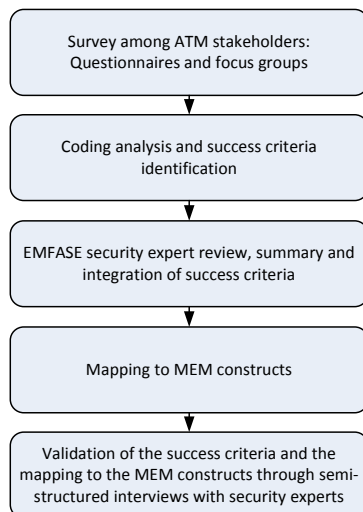 Survey among ATM stakeholders:
Questionnaires and focus groups
Coding analysis and success criteria
identification
EMFASE security expert review, summary and
integration of success criteria
Mapping to MEM constructs
Validation of the success criteria and the
mapping to the MEM constructs through semi-
structured interviews with security experts